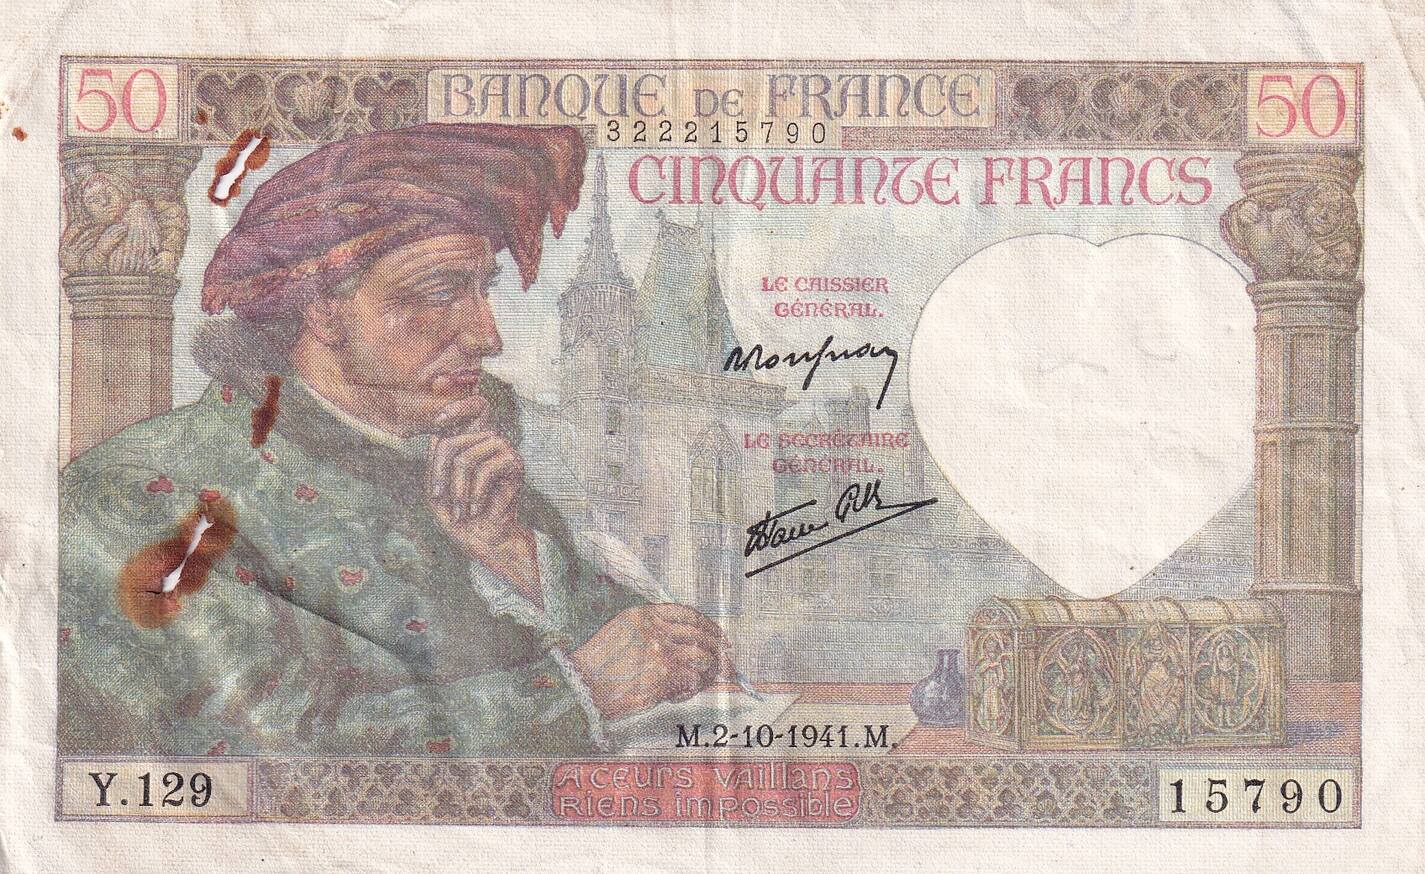 50 BANQUE DE FRANCE 50
322215790
CINQUANTE FRANCS
LE CAISSIER
GÉNÉRAL.
LE SECRÉTAIRE
GÉNÉRAL.
M.2-10-1941.M.
Y.129
A CEURS VAILLANS
RIENS IMPOSSIBLE
15790